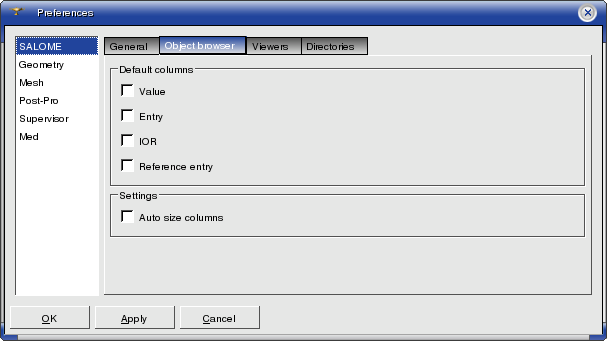 Preferences
SALOME
Geometry
Mesh
Post-Pro
Supervisor
Med
General
Object browser
Viewers
Directories
Default columns
Value
Entry
IOR
Reference entry
Settings
Auto size columns
OK
Apply
Cancel